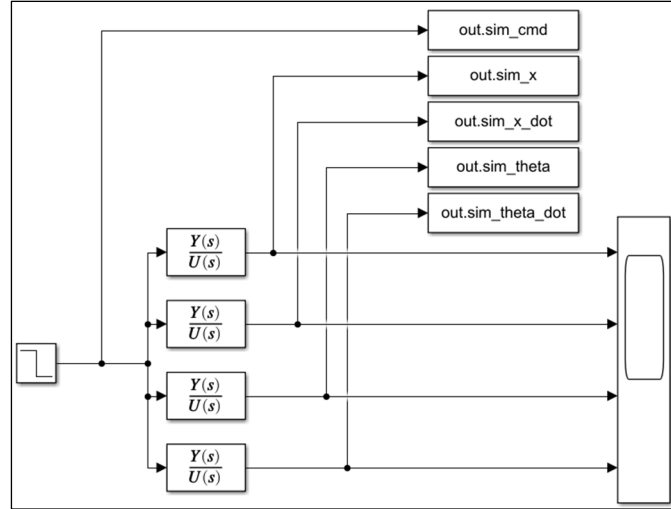 out.sim_cmd
out.sim_x
out.sim_x_dot
out.sim_theta
out.sim_theta_dot
Y(s)
U(s)
Y(s)
U(s)
Y(s)
U(s)
Y(s)
U(s)